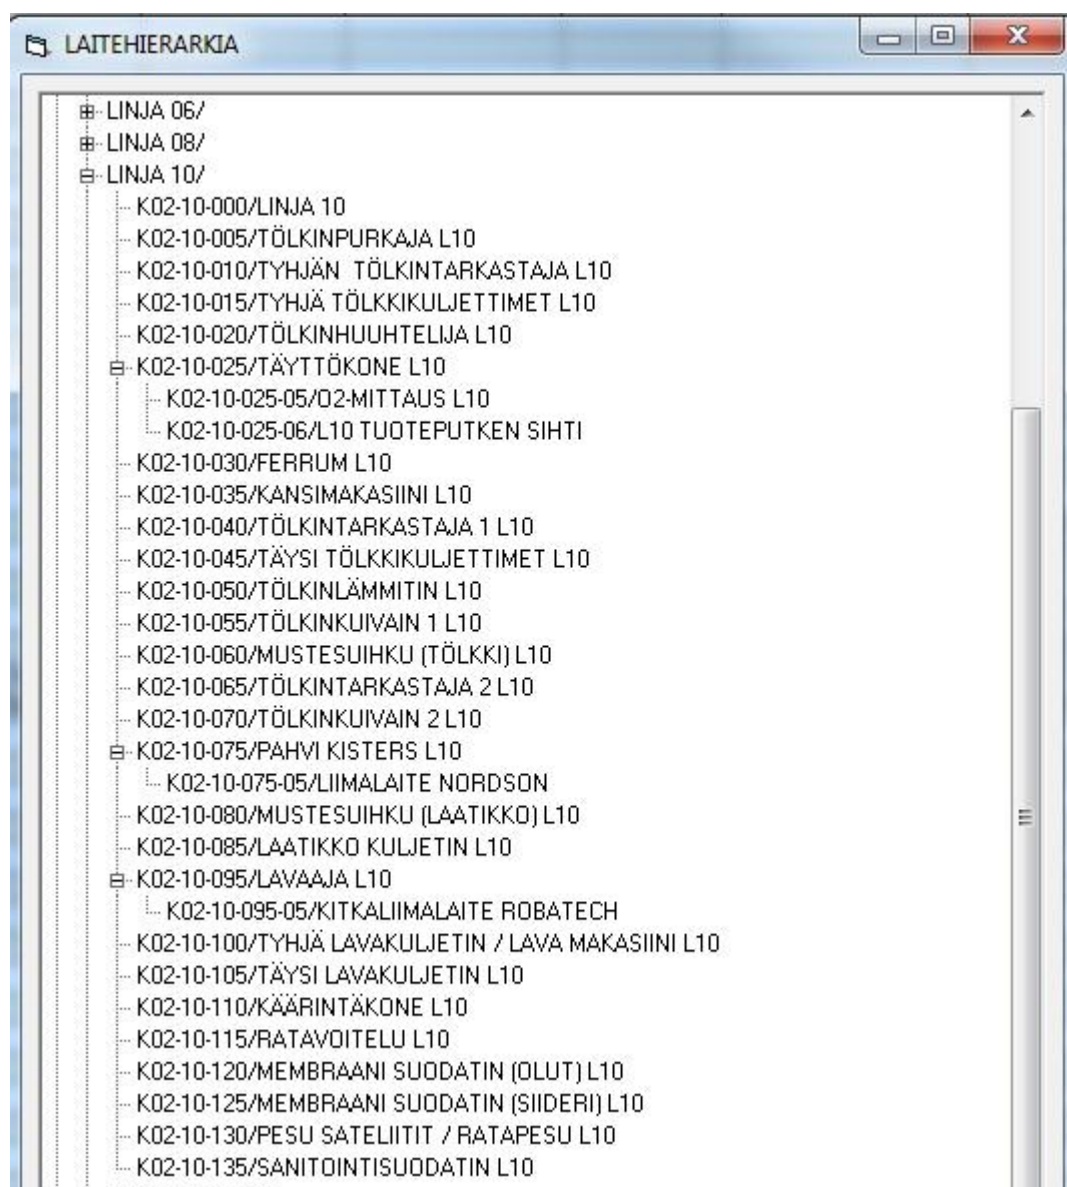 LAITEHIERARKIA
LINJA 06/
LINJA 08/
LINJA 10/
K02-10-000/LINJA 10
K02-10-005/TÖLKINPURKAJA L10
K02-10-010/TYHJÄN  TÖLKINTARKASTAJA L10
K02-10-015/TYHJÄ TÖLKKIKULJETTIMET L10
K02-10-020/TÖLKINHUUHTELIJA L10
K02-10-025/TÄYTTÖKONE L10
K02-10-025-05/O2-MITTAUS L10
K02-10-025-06/L10 TUOTEPUTKEN SIHTI
K02-10-030/FERRUM L10
K02-10-035/KANSIMAKASIINI L10
K02-10-040/TÖLKINTARKASTAJA 1 L10
K02-10-045/TÄYSI TÖLKKIKULJETTIMET L10
K02-10-050/TÖLKINLÄMMITIN L10
K02-10-055/TÖLKINKUIVAIN 1 L10
K02-10-060/MUSTESUIHKU (TÖLKKI) L10
K02-10-065/TÖLKINTARKASTAJA 2 L10
K02-10-070/TÖLKINKUIVAIN 2 L10
K02-10-075/PAHVI KISTERS L10
K02-10-075-05/LIIMALAITE NORDSON
K02-10-080/MUSTESUIHKU (LAATIKKO) L10
K02-10-085/LAATIKKO KULJETIN L10
K02-10-095/LAVAAJA L10
K02-10-095-05/KITKALIIMALAITE ROBATECH
K02-10-100/TYHJÄ LAVAKULJETIN / LAVA MAKASIINI L10
K02-10-105/TÄYSI LAVAKULJETIN L10
K02-10-110/KÄÄRINTÄKONE L10
K02-10-115/RATAVOITELU L10
K02-10-120/MEMBRAANI SUODATIN (OLUT) L10
K02-10-125/MEMBRAANI SUODATIN (SIIDERI) L10
K02-10-130/PESU SATELIITIT / RATAPESU L10
K02-10-135/SANITOINTISUODATIN L10